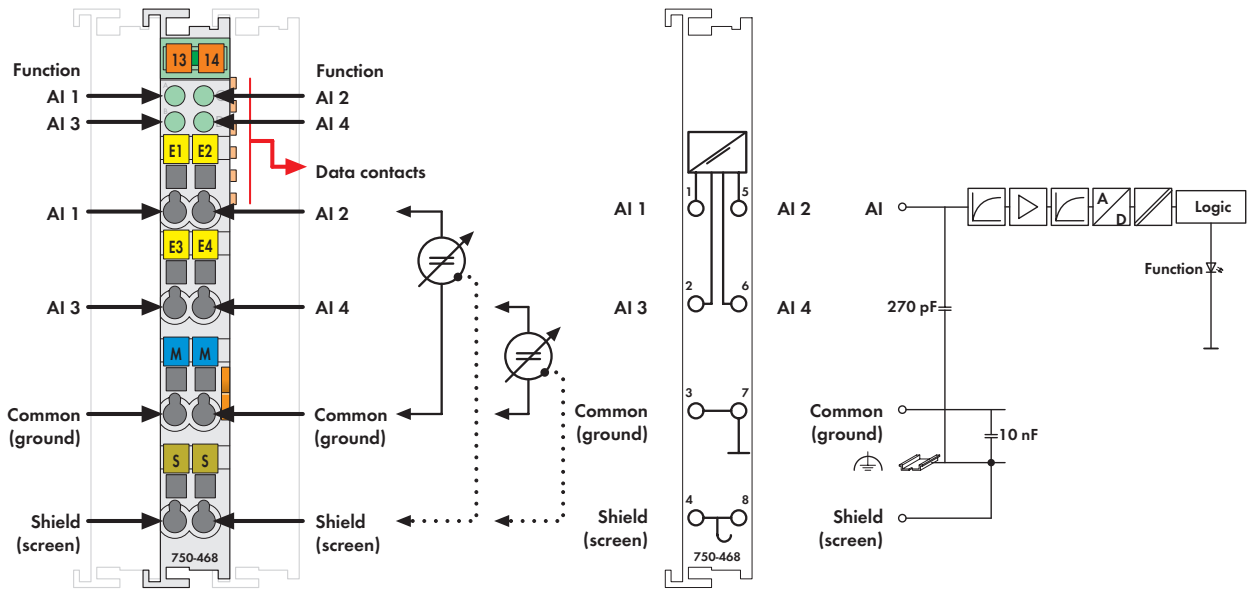 13 14
Function
AI 1
AI 3
Function
AI 2
AI 4
E1 E2
Data contacts
AI 1
AI 2
E3 E4
AI 3
AI 4
M M
Common
(ground)
Common
(ground)
S S
Shield
(screen)
Shield
(screen)
750-468
1
5
AI 1
AI 2
2
6
AI 3
AI 4
3
7
Common
(ground)
4
8
Shield
(screen)
750-468
AI
A
D
Logic
Function
270 pF
Common
(ground)
10 nF
Shield
(screen)